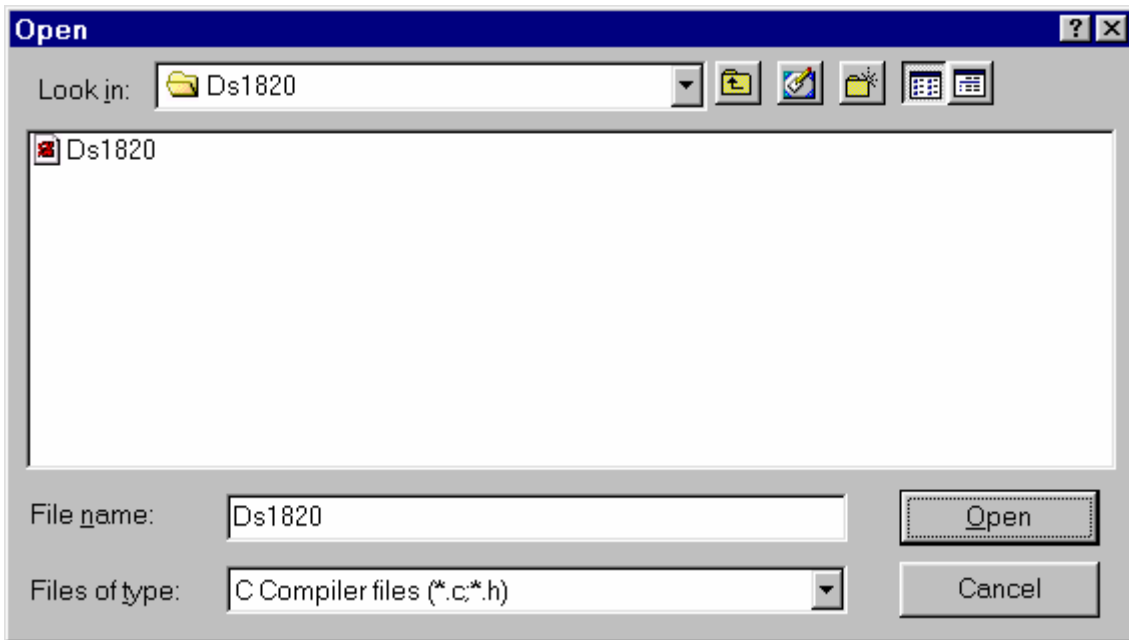 Open
Look in: Ds1820
Ds1820
File name: Ds1820 Open
Files of type: C Compiler files (*.c;*.h) Cancel